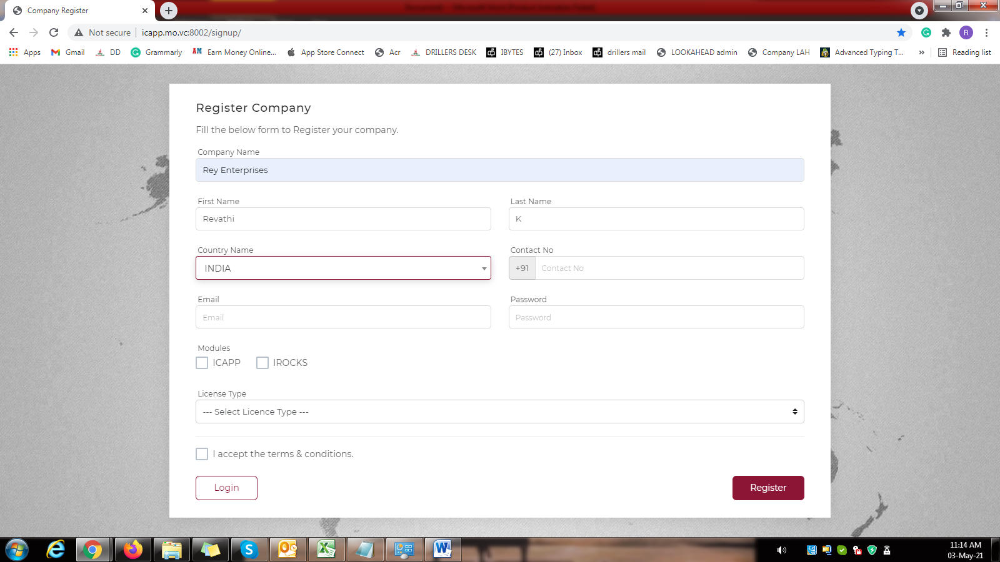 Company Register
Not secure
icapp.mo.vc:8002/signup/
R
Apps
Gmail
DD
Grammarly
Earn Money Online...
App Store Connect
Acr
DRILLERS DESK
IBYTES
(27) Inbox
drillers mail
LOOKAHEAD admin
Company LAH
Advanced Typing T...
»
Reading list
Register Company
Fill the below form to Register your company.
Company Name
Rey Enterprises
First Name
Last Name
Revathi
K
Country Name
Contact No
INDIA
+91
Contact No
Email
Password
Email
Password
Modules
ICAPP
IROCKS
License Type
--- Select Licence Type ---
I accept the terms & conditions.
Login
Register
11:14 AM
03-May-21